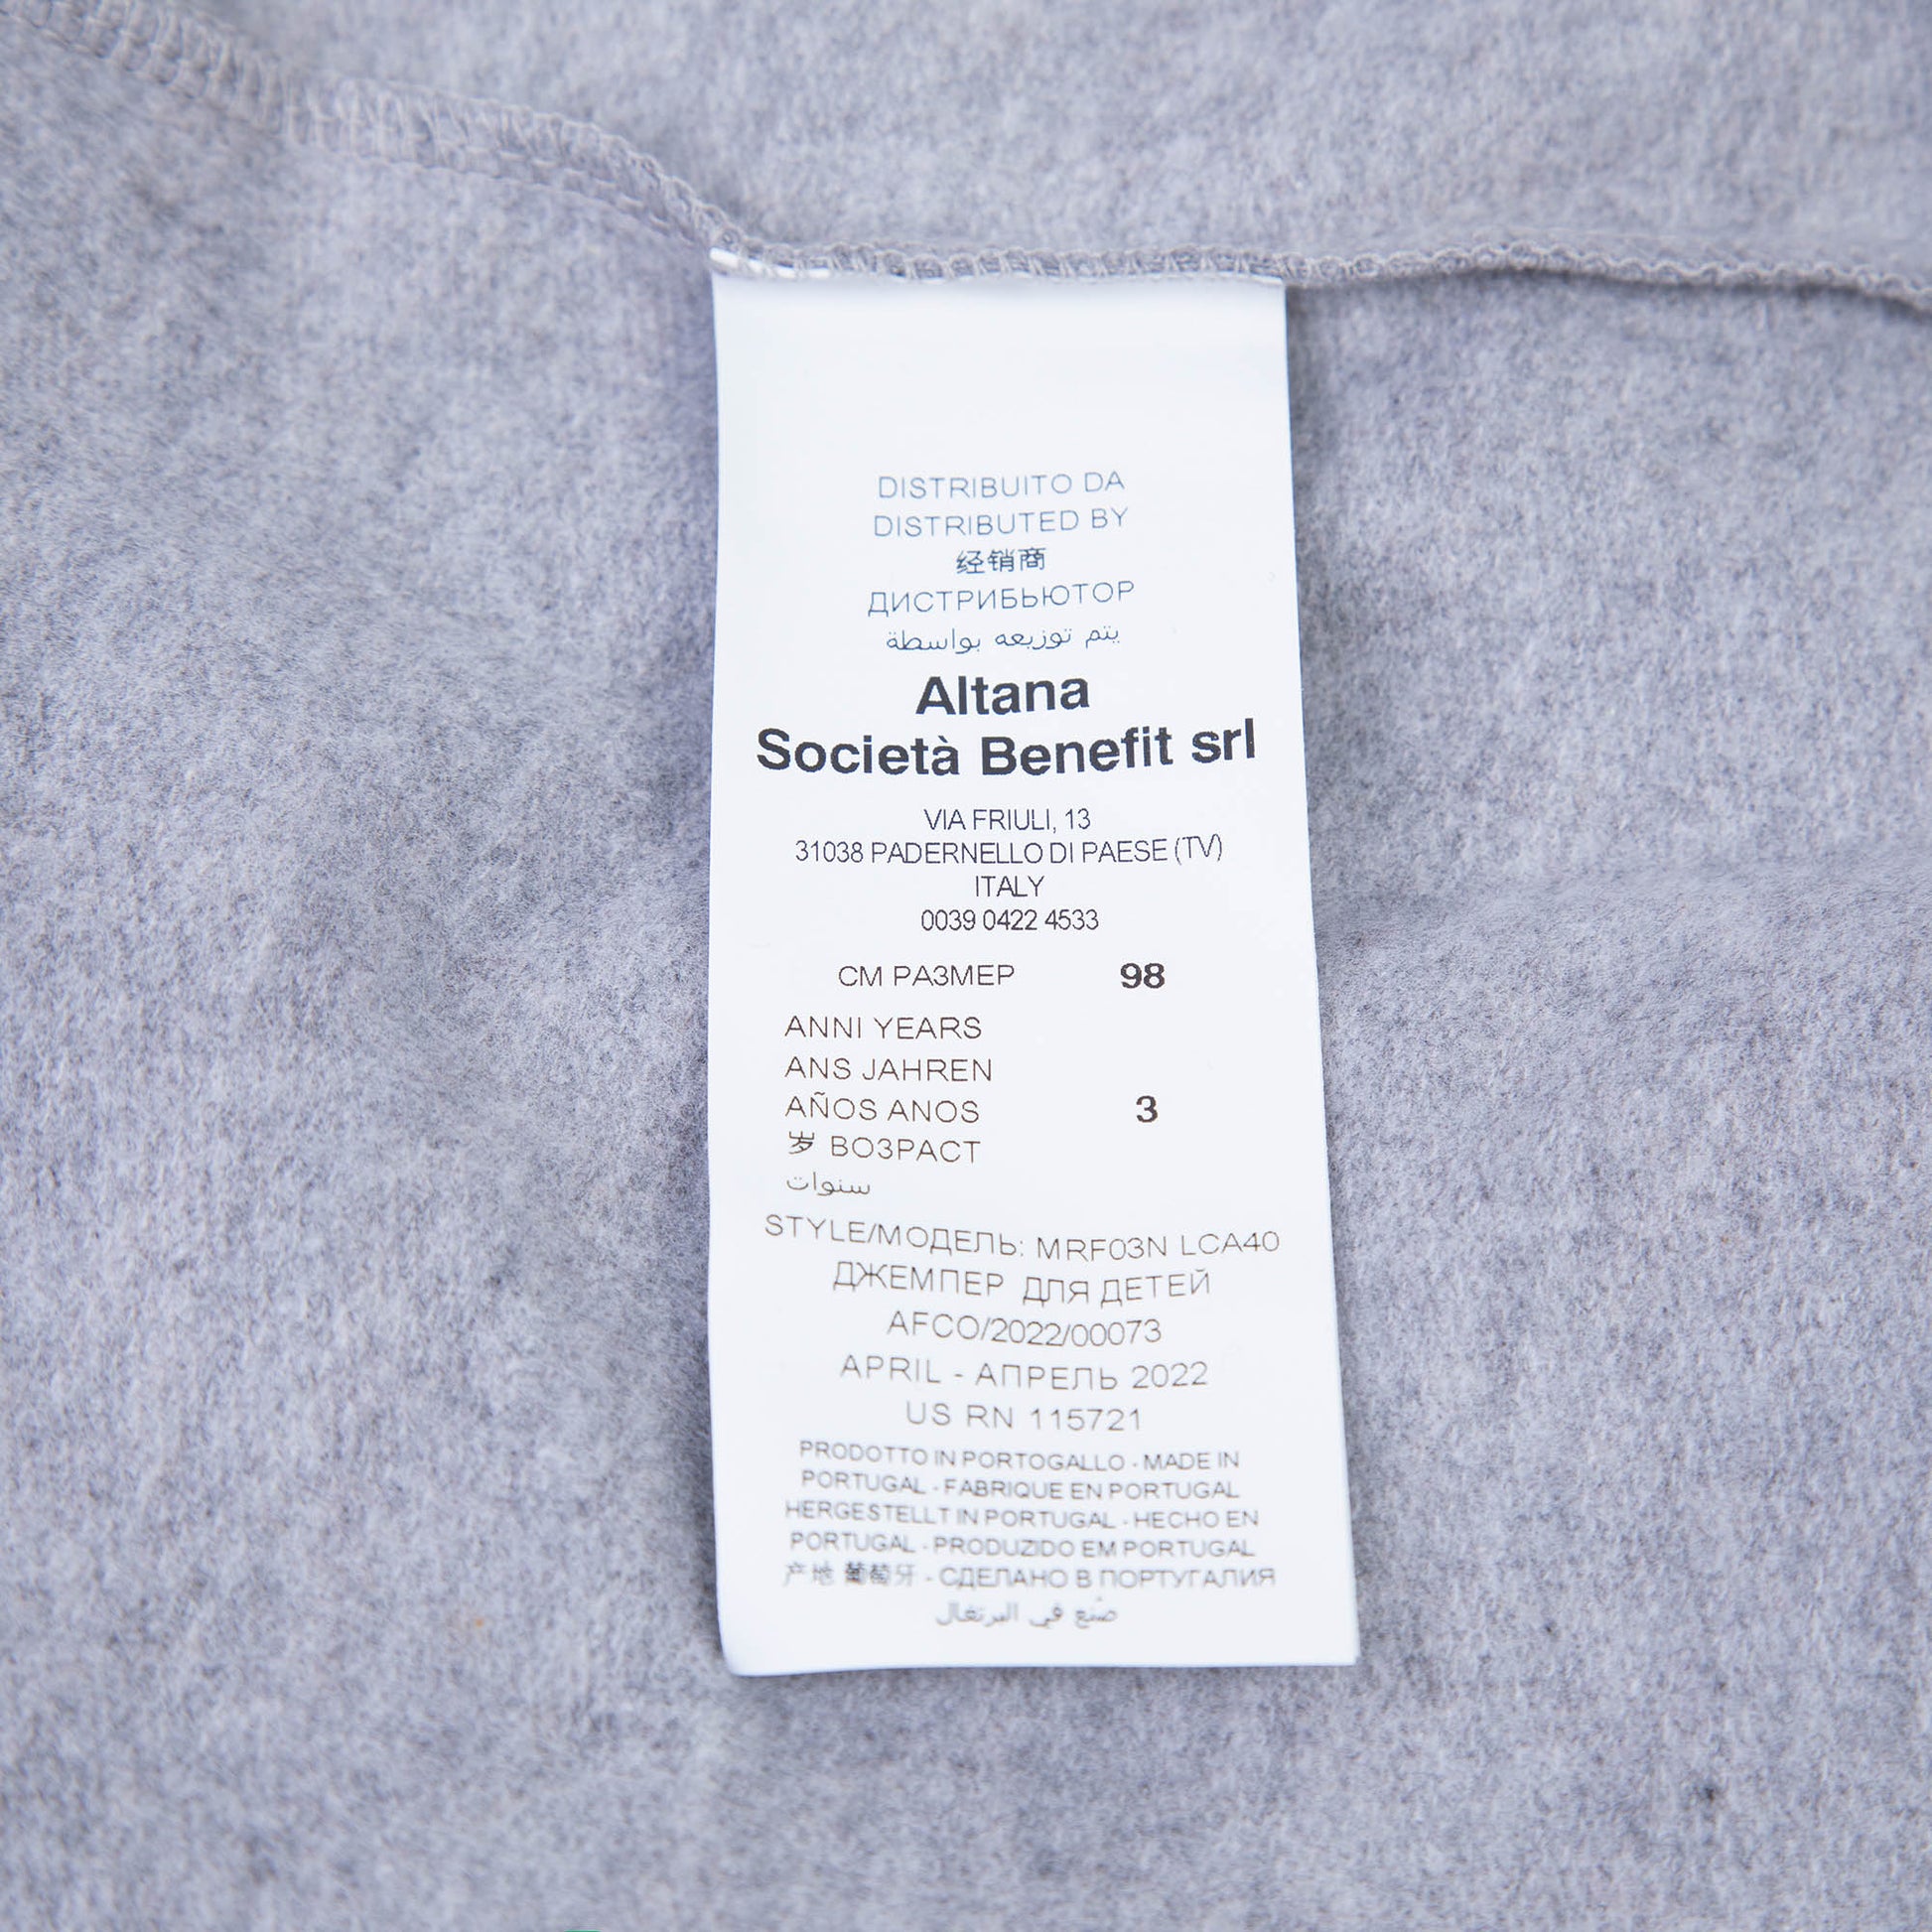 DISTRIBUITO DA
DISTRIBUTED BY
经销商
ДИСТРИБЬЮТОР
يتم توزيعه بواسطة
Altana
Società Benefit srl
VIA FRIULI, 13
31038 PADERNELLO DI PAESE (TV)
ITALY
0039 0422 4533
СМ РАЗМЕР 98
ANNI YEARS
ANS JAHREN
AÑOS ANOS 3
岁 ВОЗРАСТ
سنوات
STYLE/МОДЕЛЬ: MRF03N LCA40
ДЖЕМПЕР ДЛЯ ДЕТЕЙ
AFCO/2022/00073
APRIL - АПРЕЛЬ 2022
US RN 115721
PRODOTTO IN PORTOGALLO - MADE IN
PORTUGAL - FABRIQUE EN PORTUGAL
HERGESTELLT IN PORTUGAL - HECHO EN
PORTUGAL - PRODUZIDO EM PORTUGAL
产地 葡萄牙 - СДЕЛАНО В ПОРТУГАЛИЯ
صُنع في البرتغال